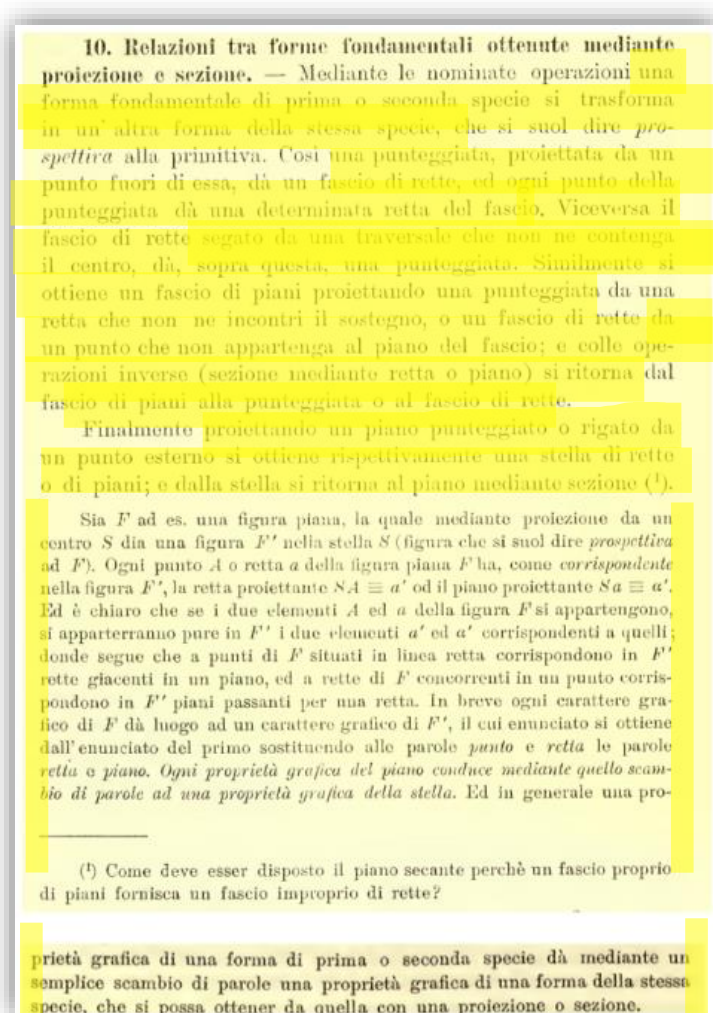 10. Relazioni tra forme fondamentali ottenute mediante
proiezione e sezione. — Mediante le nominate operazioni una
forma fondamentale di prima o seconda specie si trasforma
in un' altra forma della stessa specie, che si suol dire pro-
spettiva alla primitiva. Così una punteggiata, proiettata da un
punto fuori di essa, dà un fascio di rette, ed ogni punto della
punteggiata dà una determinata retta del fascio. Viceversa il
fascio di rette segato da una traversale che non ne contenga
il centro, dà, sopra questa, una punteggiata. Similmente si
ottiene un fascio di piani proiettando una punteggiata da una
retta che non ne incontri il sostegno, o un fascio di rette da
un punto che non appartenga al piano del fascio; e colle ope-
razioni inverse (sezione mediante retta o piano) si ritorna dal
fascio di piani alla punteggiata o al fascio di rette.
Finalmente proiettando un piano punteggiato o rigato da
un punto esterno si ottiene rispettivamente una stella di rette
o di piani; e dalla stella si ritorna al piano mediante sezione (¹).
Sia F ad es. una figura piana, la quale mediante proiezione da un
centro S dia una figura F' nella stella S (figura che si suol dire prospettiva
ad F). Ogni punto A o retta a della figura piana F ha, come corrispondente
nella figura F', la retta proiettante SA ≡ a' od il piano proiettante Sa ≡ α'.
Ed è chiaro che se i due elementi A ed a della figura F si appartengono,
si apparterranno pure in F' i due elementi a' ed α' corrispondenti a quelli;
donde segue che a punti di F situati in linea retta corrispondono in F'
rette giacenti in un piano, ed a rette di F concorrenti in un punto corris-
pondono in F' piani passanti per una retta. In breve ogni carattere gra-
fico di F dà luogo ad un carattere grafico di F', il cui enunciato si ottiene
dall'enunciato del primo sostituendo alle parole punto e retta le parole
retta e piano. Ogni proprietà grafica del piano conduce mediante quello scam-
bio di parole ad una proprietà grafica della stella. Ed in generale una pro-
(¹) Come deve esser disposto il piano secante perchè un fascio proprio
di piani fornisca un fascio improprio di rette?
prietà grafica di una forma di prima o seconda specie dà mediante un
semplice scambio di parole una proprietà grafica di una forma della stessa
specie, che si possa ottener da quella con una proiezione o sezione.